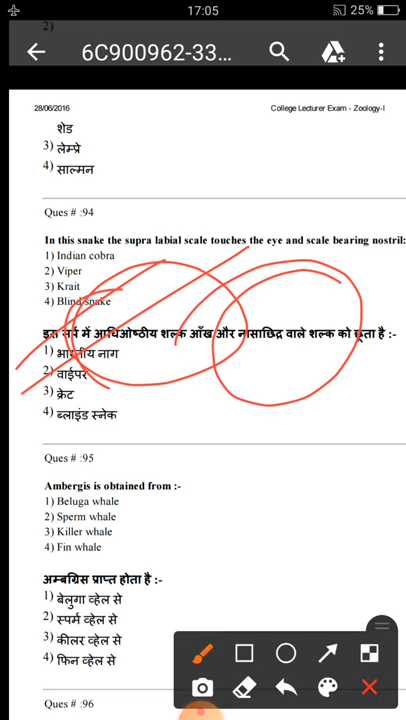 17:05
25%
2)
6C900962-33...
28/06/2016
College Lecturer Exam - Zoology-I
शेड
3) लेम्प्रे
4) साल्मन
Ques # :94
In this snake the supra labial scale touches the eye and scale bearing nostril:
1) Indian cobra
2) Viper
3) Krait
4) Blind snake
इस सर्प में आधिओष्ठीय शल्क आँख और नासाछिद्र वाले शल्क को छूता है :-
1) भारतीय नाग
2) वाईपर
3) क्रेट
4) ब्लाइंड स्नेक
Ques # :95
Ambergis is obtained from :-
1) Beluga whale
2) Sperm whale
3) Killer whale
4) Fin whale
अम्बग्रिस प्राप्त होता है :-
1) बेलुगा व्हेल से
2) स्पर्म व्हेल से
3) कीलर व्हेल से
4) फिन व्हेल से
Ques # :96